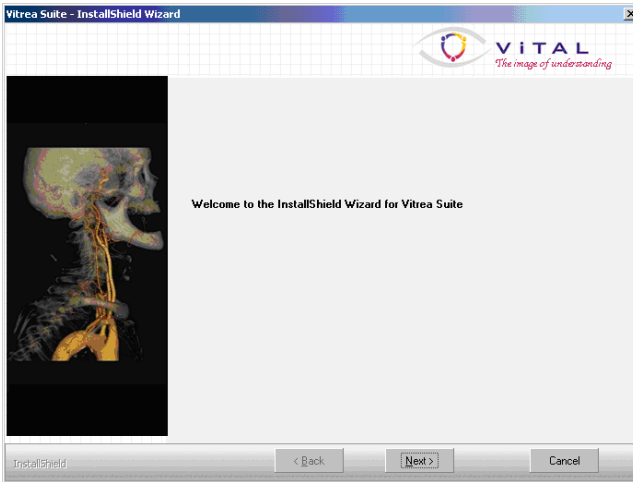 Vitrea Suite - InstallShield Wizard
ViTAL
The image of understanding
Welcome to the InstallShield Wizard for Vitrea Suite
InstallShield
< Back
Next >
Cancel